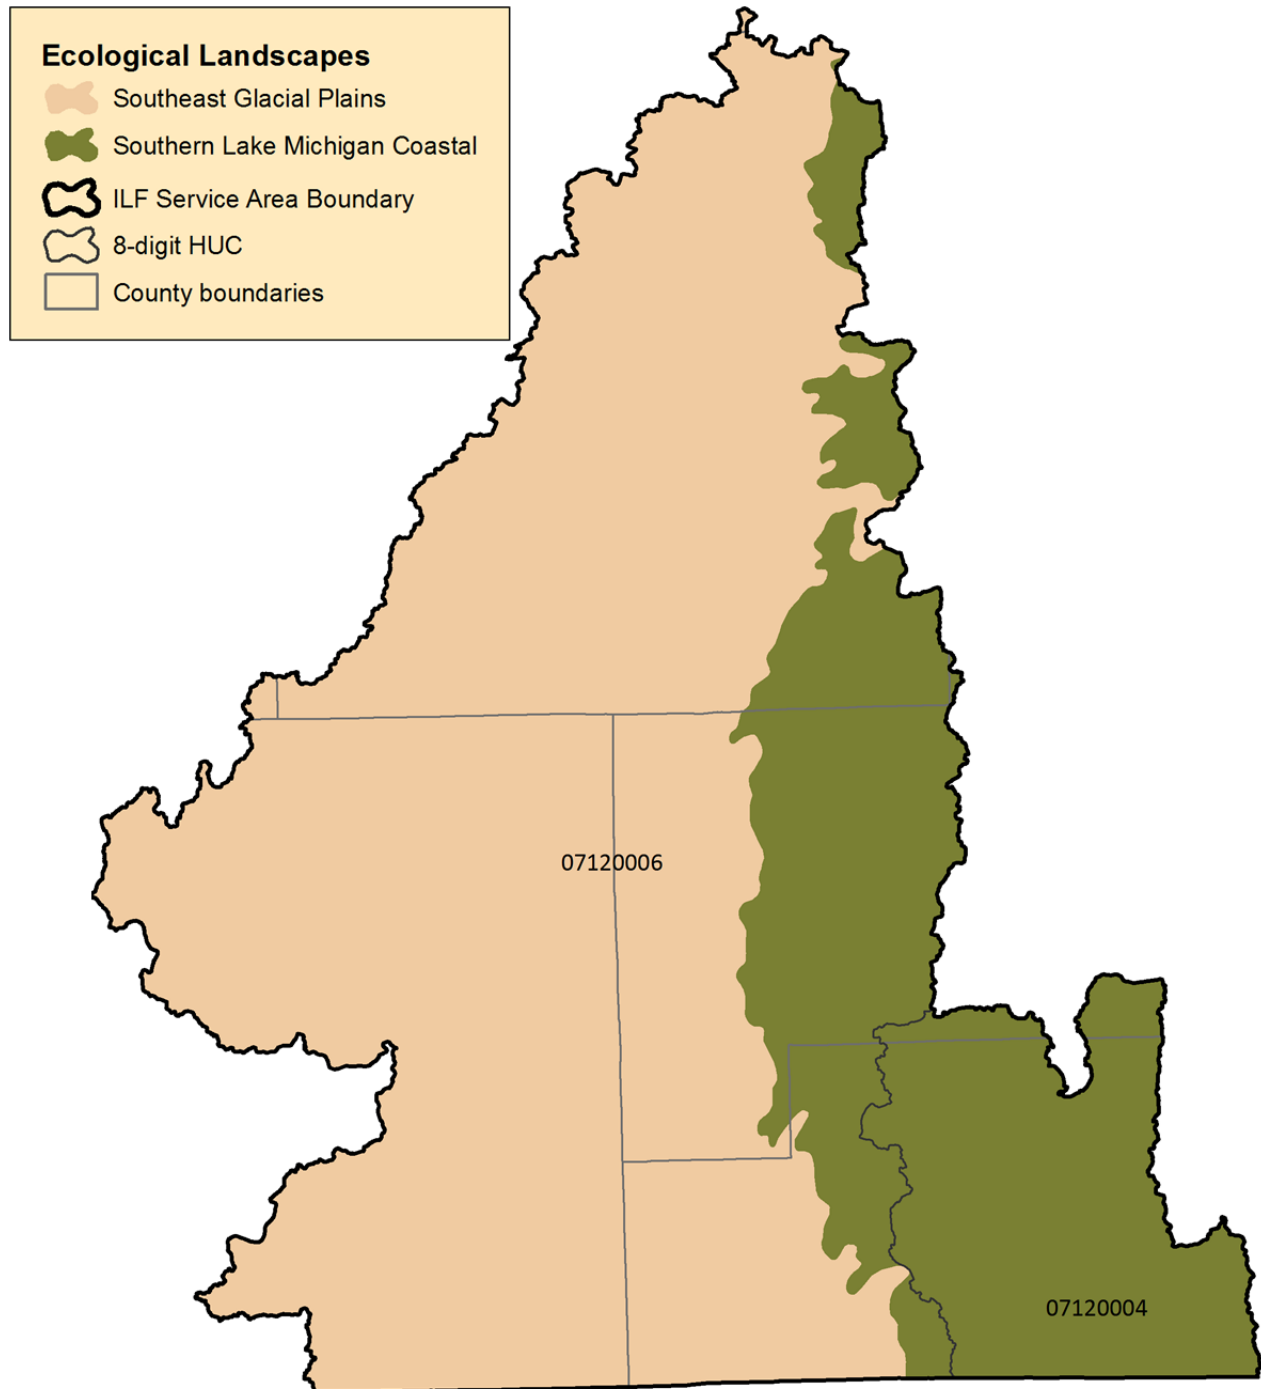 Ecological Landscapes
Southeast Glacial Plains
Southern Lake Michigan Coastal
ILF Service Area Boundary
8-digit HUC
County boundaries
07120006
07120004